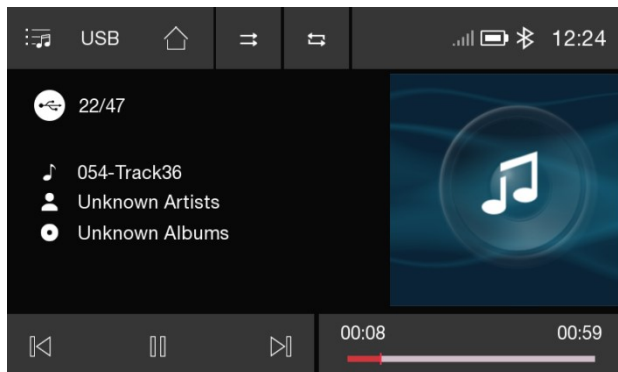 USB
12:24
22/47
054-Track36
Unknown Artists
Unknown Albums
00:08
00:59